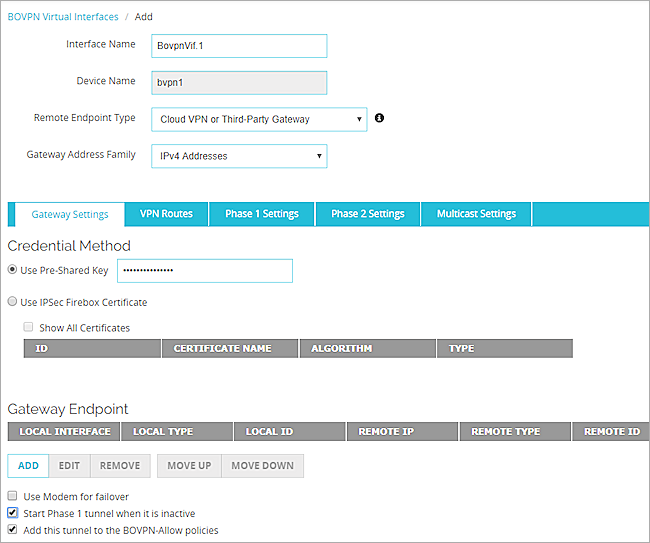 BOVPN Virtual Interfaces / Add
Interface Name BovpnVif.1
Device Name bvpn1
Remote Endpoint Type Cloud VPN or Third-Party Gateway
Gateway Address Family IPv4 Addresses
Gateway Settings VPN Routes Phase 1 Settings Phase 2 Settings Multicast Settings
Credential Method
Use Pre-Shared Key •••••••••••••••
Use IPSec Firebox Certificate
Show All Certificates
ID CERTIFICATE NAME ALGORITHM TYPE
Gateway Endpoint
LOCAL INTERFACE LOCAL TYPE LOCAL ID REMOTE IP REMOTE TYPE REMOTE ID
ADD EDIT REMOVE MOVE UP MOVE DOWN
Use Modem for failover
Start Phase 1 tunnel when it is inactive
Add this tunnel to the BOVPN-Allow policies